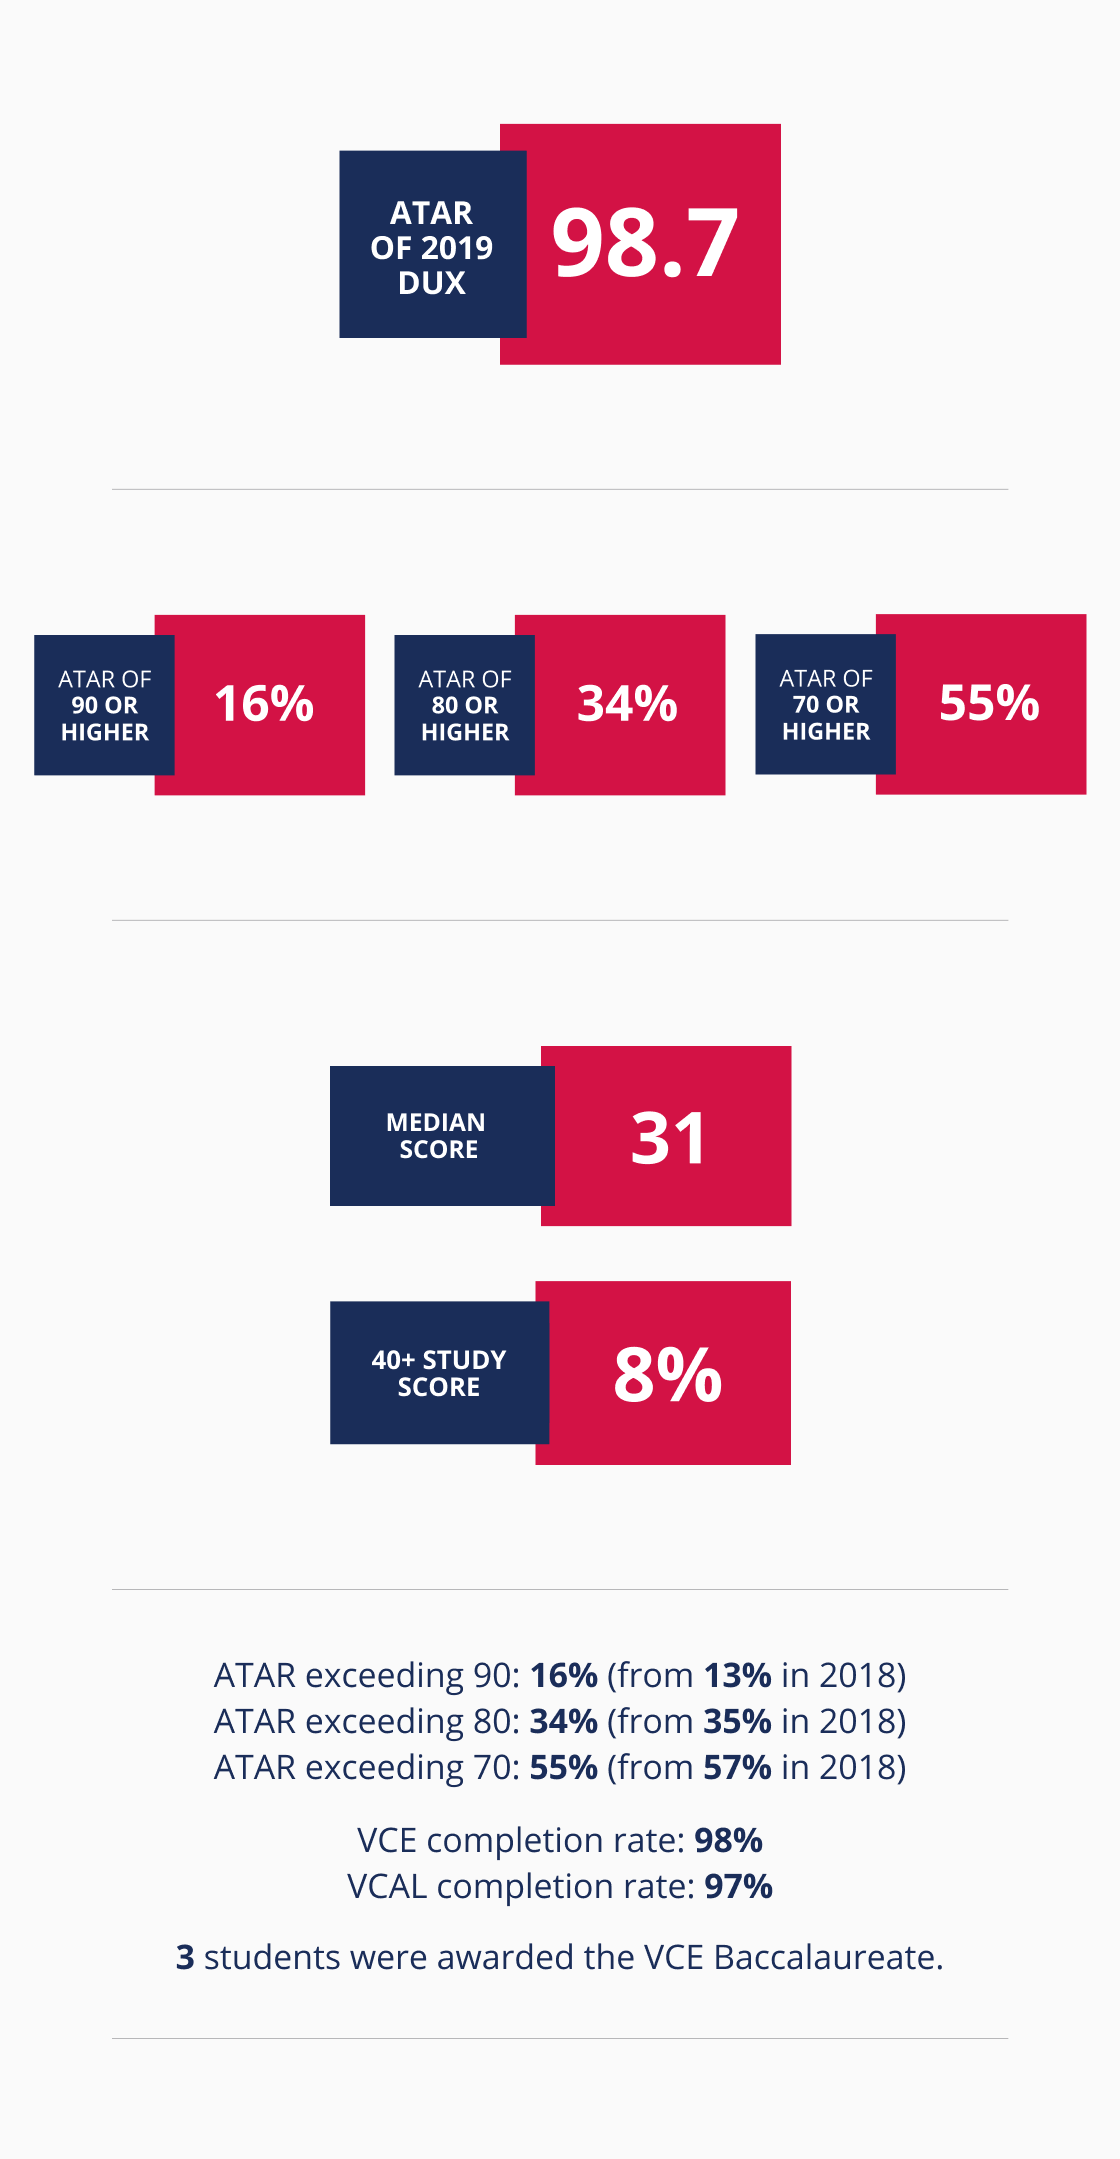 ATAR
OF 2019
DUX
98.7
ATAR OF
90 OR
HIGHER
16%
ATAR OF
80 OR
HIGHER
34%
ATAR OF
70 OR
HIGHER
55%
MEDIAN
SCORE
31
40+ STUDY
SCORE
8%
ATAR exceeding 90: 16% (from 13% in 2018)
ATAR exceeding 80: 34% (from 35% in 2018)
ATAR exceeding 70: 55% (from 57% in 2018)
VCE completion rate: 98%
VCAL completion rate: 97%
3 students were awarded the VCE Baccalaureate.